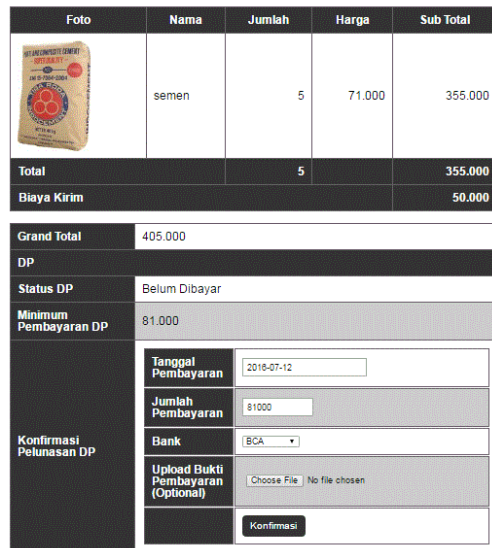 Foto Nama Jumlah Harga Sub Total
semen 5 71.000 355.000
Total 5 355.000
Biaya Kirim 50.000
Grand Total 405.000
DP
Status DP Belum Dibayar
Minimum
Pembayaran DP 81.000
Konfirmasi
Pelunasan DP
Tanggal
Pembayaran 2016-07-12
Jumlah
Pembayaran 81000
Bank BCA
Upload Bukti
Pembayaran
(Optional) Choose File No file chosen
Konfirmasi